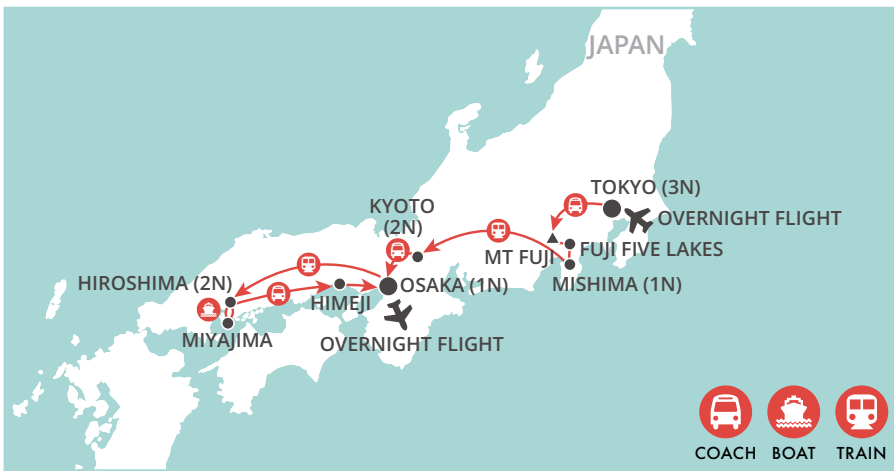 JAPAN
TOKYO (3N)
OVERNIGHT FLIGHT
KYOTO
(2N)
MT FUJI
FUJI FIVE LAKES
MISHIMA (1N)
HIROSHIMA (2N)
OSAKA (1N)
HIMEJI
MIYAJIMA
OVERNIGHT FLIGHT
COACH
BOAT
TRAIN